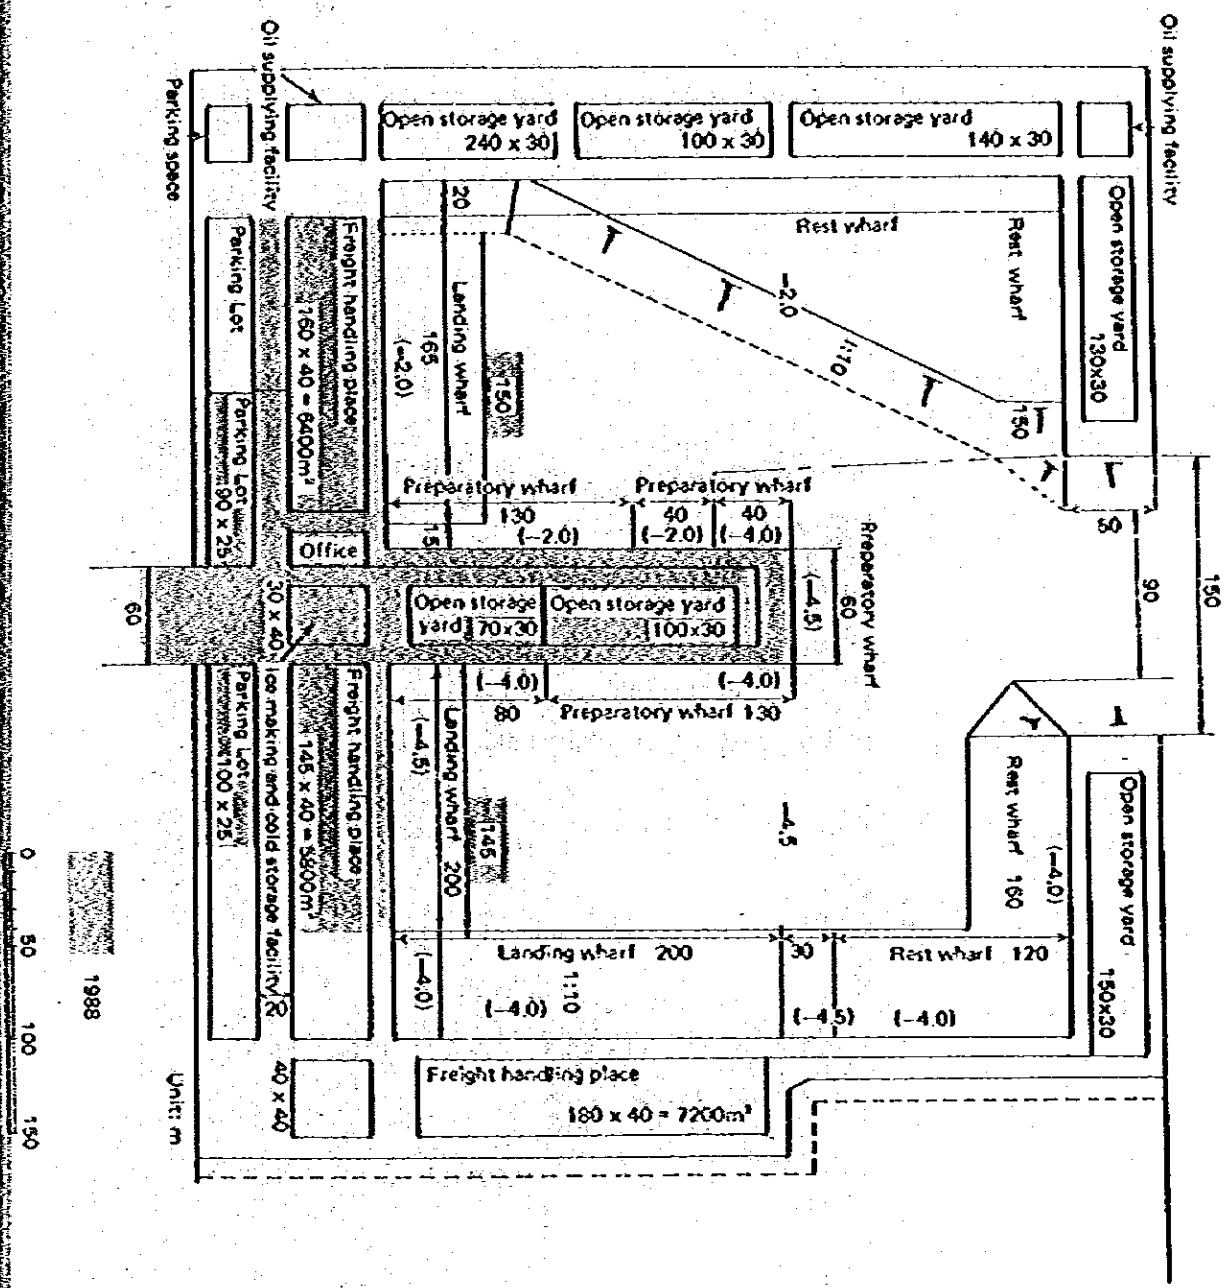 Oil supplying facility
Oil supplying facility
Parking space
Open storage yard
240 x 30
Open storage yard
100 x 30
Open storage yard
140 x 30
Open storage yard
130x30
Rest wharf
Rest wharf
20
Landing wharf
165
(-2.0)
150
-2.0
1:10
150
50
90
150
Freight handling place
160 x 40 = 6400m²
Parking Lot
Parking Lot
90 x 25
Preparatory wharf
130
(-2.0)
15
Preparatory wharf
40
(-2.0)
40
(-4.0)
Preparatory wharf
60
(-4.5)
Office
30 x 40
Open storage
yard 70x30
Open storage yard
100x30
60
(-4.0)
80
(-4.0)
Preparatory wharf 130
Ice making and cold storage facility
Freight handling place
145 x 40 = 5800m²
Parking Lot
100 x 25
Landing wharf 200
(-4.5)
145
-4.5
Rest wharf 160
(-4.0)
Open storage yard
150x30
Landing wharf 200
1:10
(-4.0)
(-4.0)
30
(-4.5)
Rest wharf 120
(-4.0)
20
40 x 40
Freight handling place
180 x 40 = 7200m²
Unit: m
1988
0 50 100 150